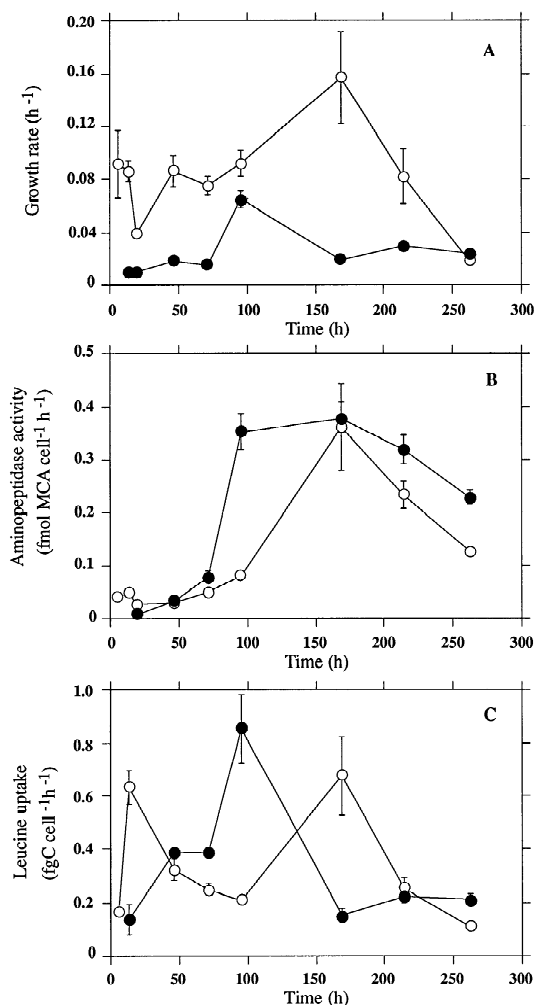 A
0.20
0.16
0.12
0.08
0.04
0
Growth rate (h -1)
0 50 100 150 200 250 300
Time (h)
B
0.5
0.4
0.3
0.2
0.1
0
Aminopeptidase activity
(fmol MCA cell-1 h-1)
0 50 100 150 200 250 300
Time (h)
C
1.0
0.8
0.6
0.4
0.2
0
Leucine uptake
(fgC cell -1h-1)
0 50 100 150 200 250 300
Time (h)